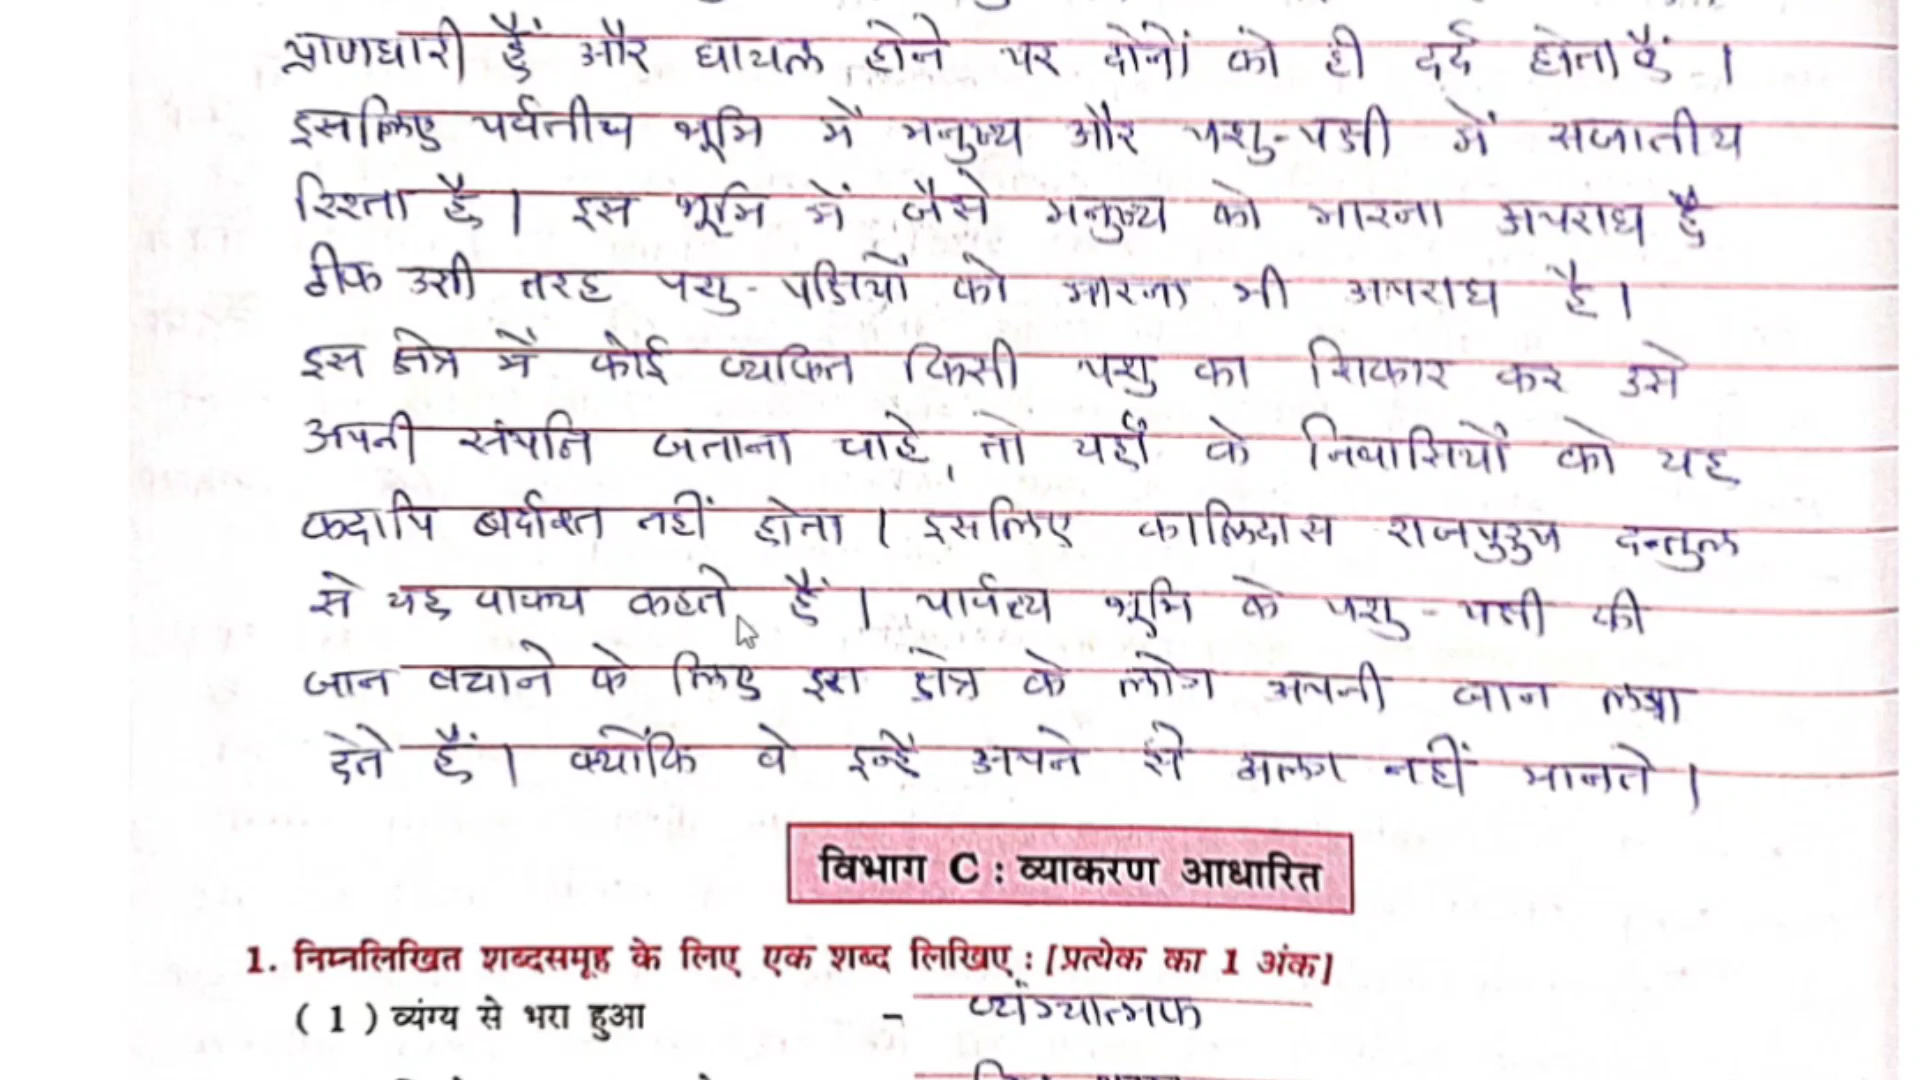 प्राणधारी हैं और घायल होने पर दोनों को ही दर्द होता है ।
इसलिए पर्वतीय भूमि में मनुष्य और पशु-पक्षी में सजातीय
रिश्ता है । इस भूमि में जैसे मनुष्य को मारना अपराध है
ठीक उसी तरह पशु-पक्षियों को मारना भी अपराध है ।
इस क्षेत्र में कोई व्यक्ति किसी पशु का शिकार कर उसे
अपनी संपत्ति जताना चाहे, तो यहाँ के निवासियों को यह
कदापि बर्दाश्त नहीं होता । इसलिए कालिदास राजपुरुष दन्तुल
से यह वाक्य कहते हैं । पार्वत्य भूमि के पशु-पक्षी की
जान बचाने के लिए इस क्षेत्र के लोग अपनी जान लगा
देते हैं । क्योंकि वे इन्हें अपने से अलग नहीं मानते ।
विभाग C : व्याकरण आधारित
1. निम्नलिखित शब्दसमूह के लिए एक शब्द लिखिए : [प्रत्येक का 1 अंक]
( 1 ) व्यंग्य से भरा हुआ – व्यंग्यात्मक